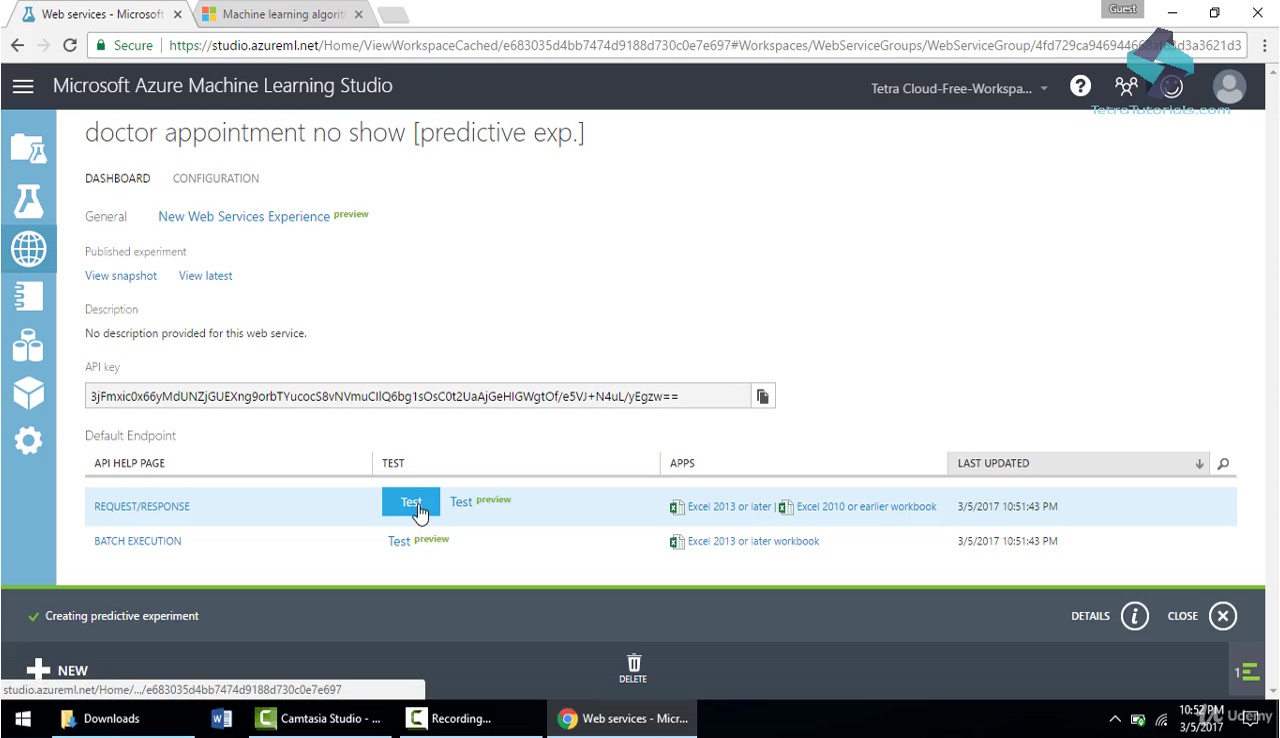 Web services - Microsoft
Machine learning algorith
Guest
Secure
https://studio.azureml.net/Home/ViewWorkspaceCached/e683035d4bb7474d9188d730c0e7e697#Workspaces/WebServiceGroups/WebServiceGroup/4fd729ca94694466
Microsoft Azure Machine Learning Studio
Tetra Cloud-Free-Workspa...
TetraTutorials.com
doctor appointment no show [predictive exp.]
DASHBOARD CONFIGURATION
General New Web Services Experience preview
Published experiment
View snapshot View latest
Description
No description provided for this web service.
API key
3jFmxic0x66yMdUNZjGUEXng9orbTYucocS8vNVmuCIlQ6bg1sOsC0t2UaAjGeHIGWgtOf/e5VJ+N4uL/yEgzw==
Default Endpoint
API HELP PAGE TEST APPS LAST UPDATED
REQUEST/RESPONSE Test Test preview Excel 2013 or later | Excel 2010 or earlier workbook 3/5/2017 10:51:43 PM
BATCH EXECUTION Test preview Excel 2013 or later workbook 3/5/2017 10:51:43 PM
Creating predictive experiment DETAILS CLOSE
NEW DELETE 1
studio.azureml.net/Home/.../e683035d4bb7474d9188d730c0e7e697
Downloads Camtasia Studio - ... Recording... Web services - Micr...
10:52 PM
3/5/2017
Udemy